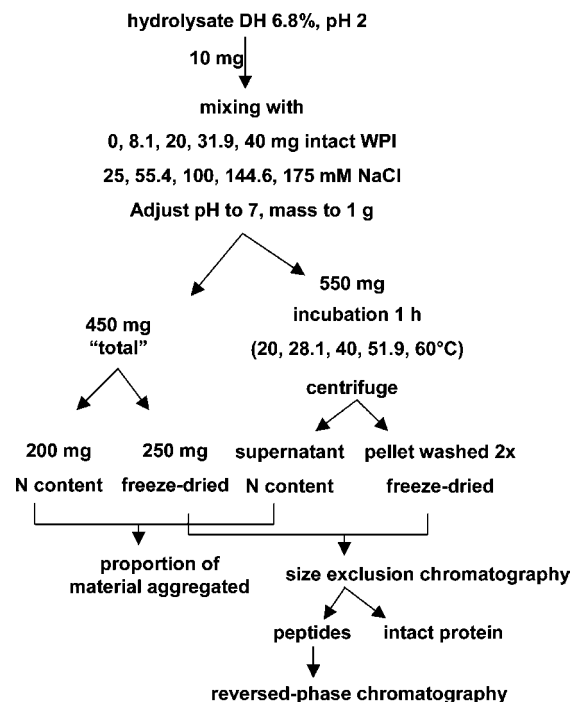 hydrolysate DH 6.8%, pH 2
10 mg
mixing with
0, 8.1, 20, 31.9, 40 mg intact WPI
25, 55.4, 100, 144.6, 175 mM NaCl
Adjust pH to 7, mass to 1 g
550 mg
incubation 1 h
(20, 28.1, 40, 51.9, 60°C)
centrifuge
450 mg
“total”
200 mg
N content
250 mg
freeze-dried
supernatant
N content
pellet washed 2x
freeze-dried
proportion of
material aggregated
size exclusion chromatography
peptides
intact protein
reversed-phase chromatography